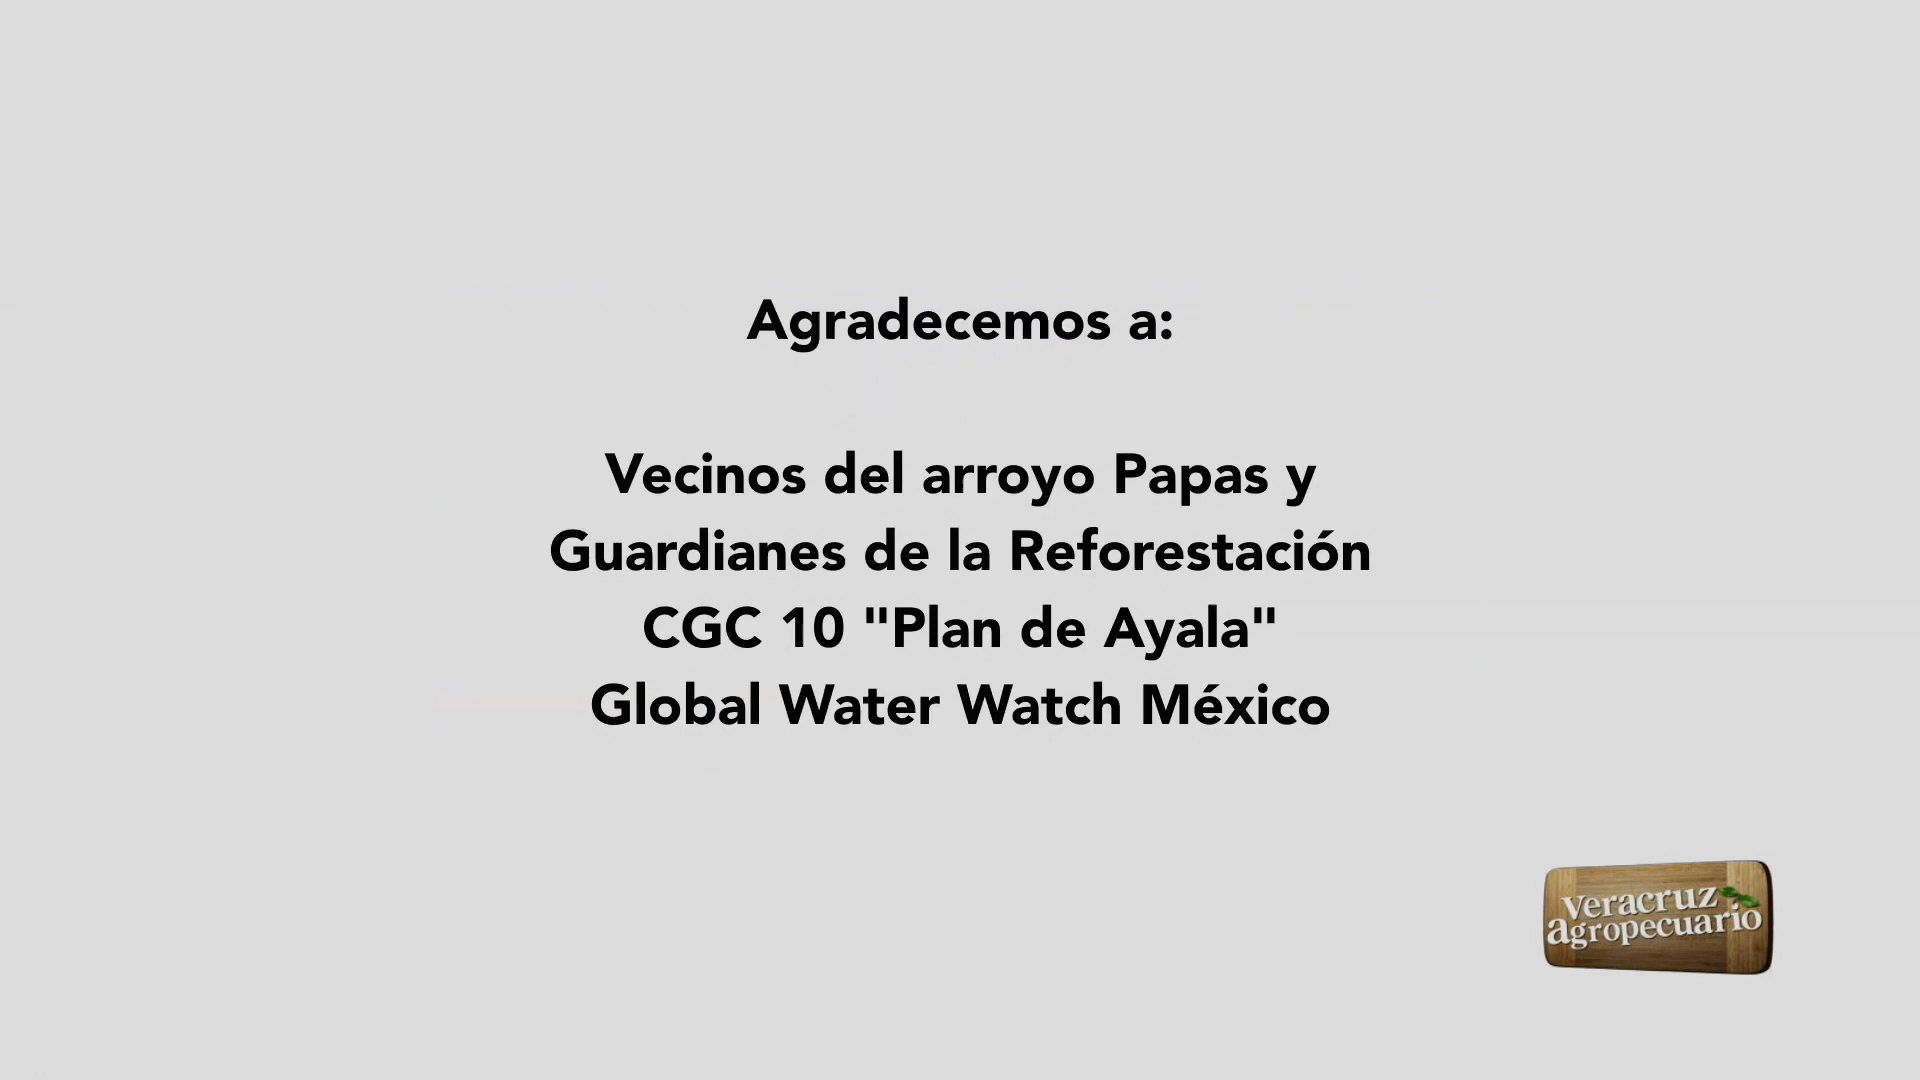 Agradecemos a:
Vecinos del arroyo Papas y
Guardianes de la Reforestación
CGC 10 "Plan de Ayala"
Global Water Watch México
Veracruz
agropecuario